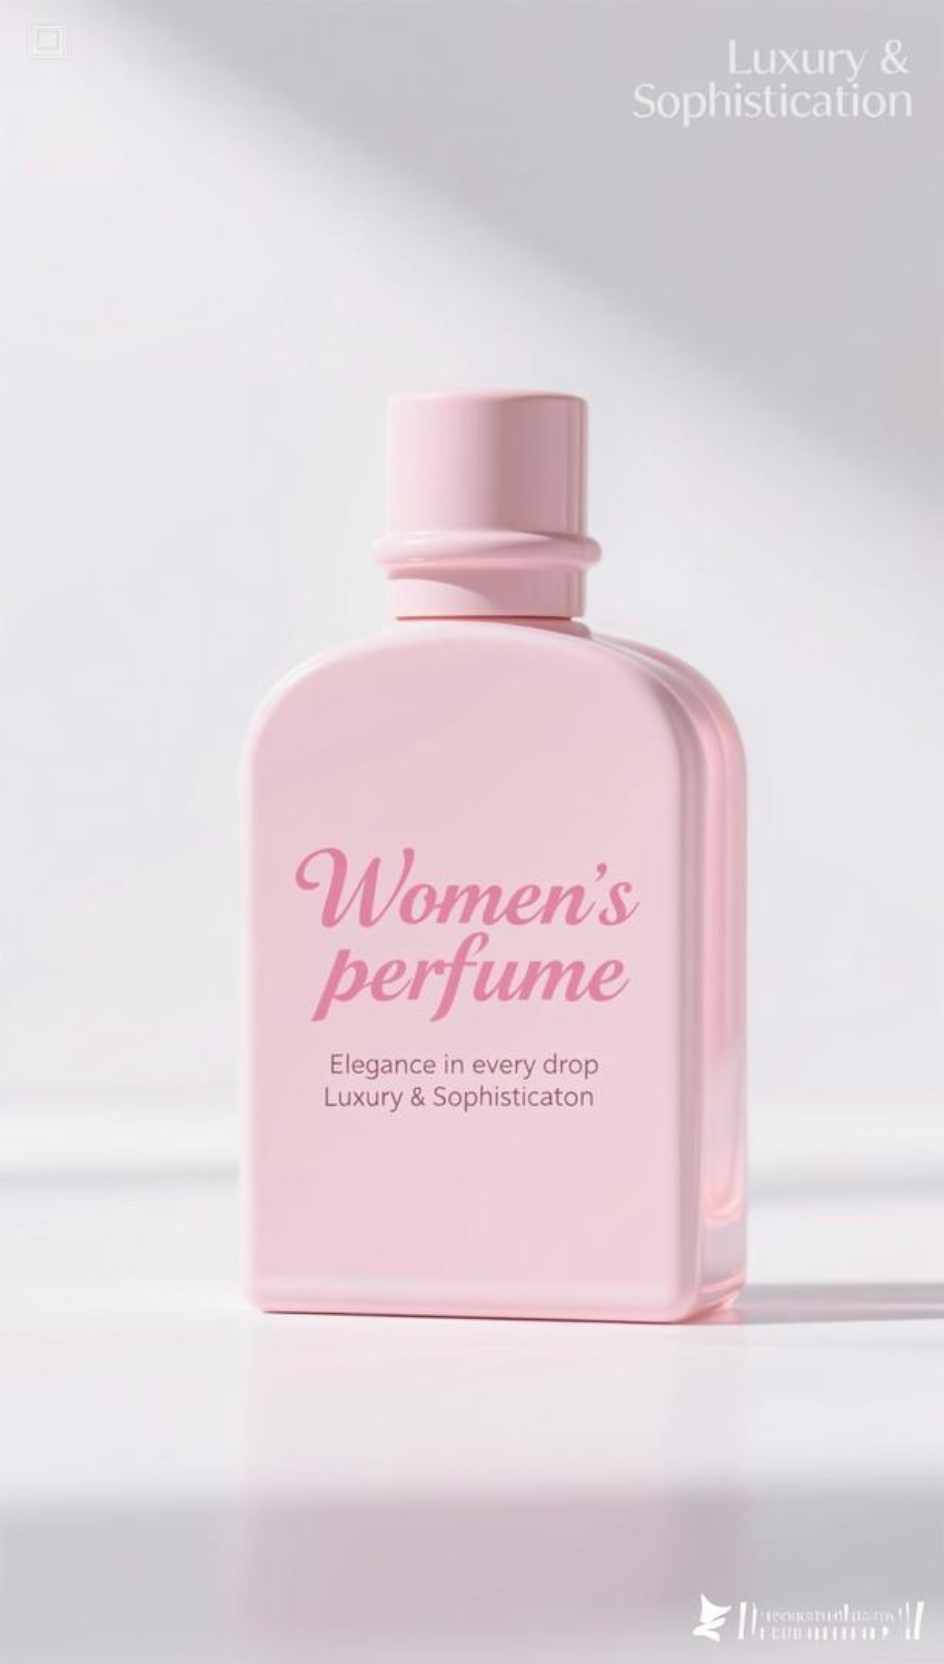 Luxury &
Sophistication
Women's
perfume
Elegance in every drop
Luxury & Sophisticaton